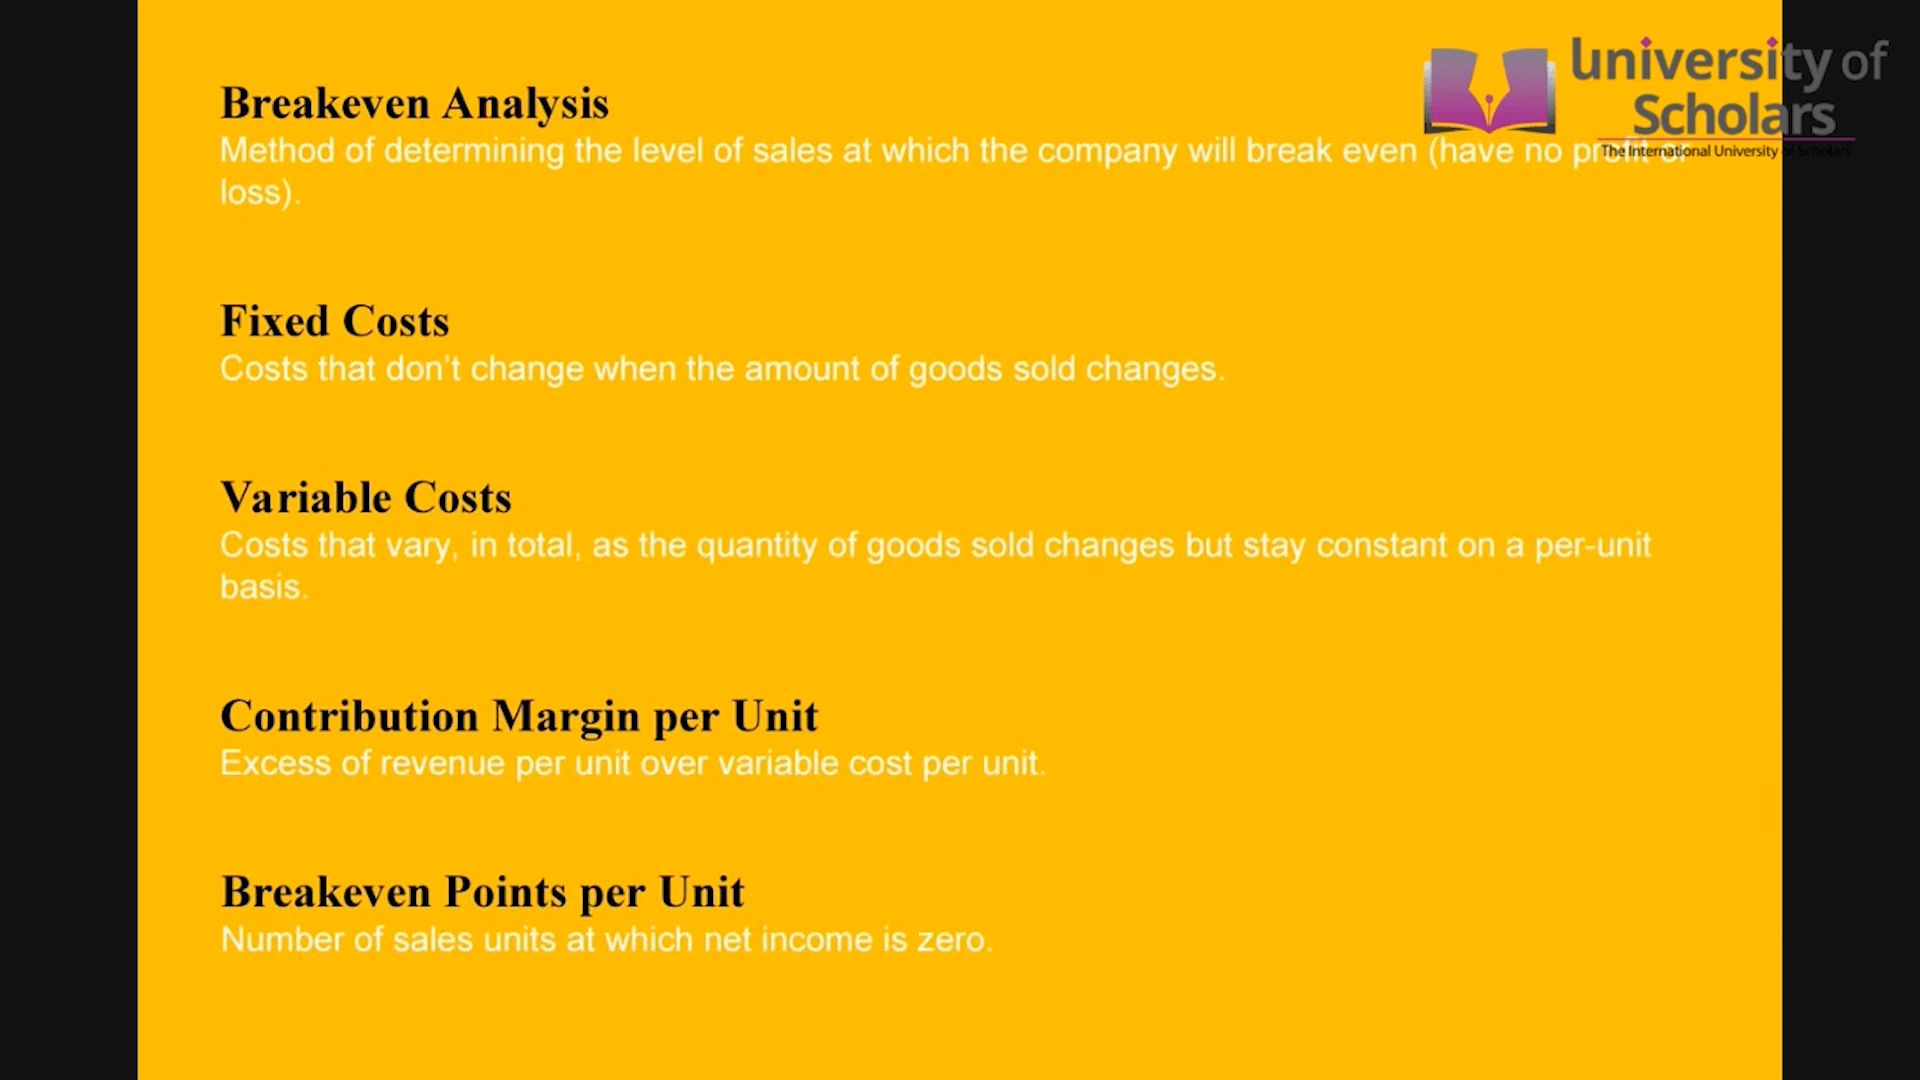 University of
Scholars
The International University of Scholars
Breakeven Analysis
Method of determining the level of sales at which the company will break even (have no profit or
loss).
Fixed Costs
Costs that don't change when the amount of goods sold changes.
Variable Costs
Costs that vary, in total, as the quantity of goods sold changes but stay constant on a per-unit
basis.
Contribution Margin per Unit
Excess of revenue per unit over variable cost per unit.
Breakeven Points per Unit
Number of sales units at which net income is zero.